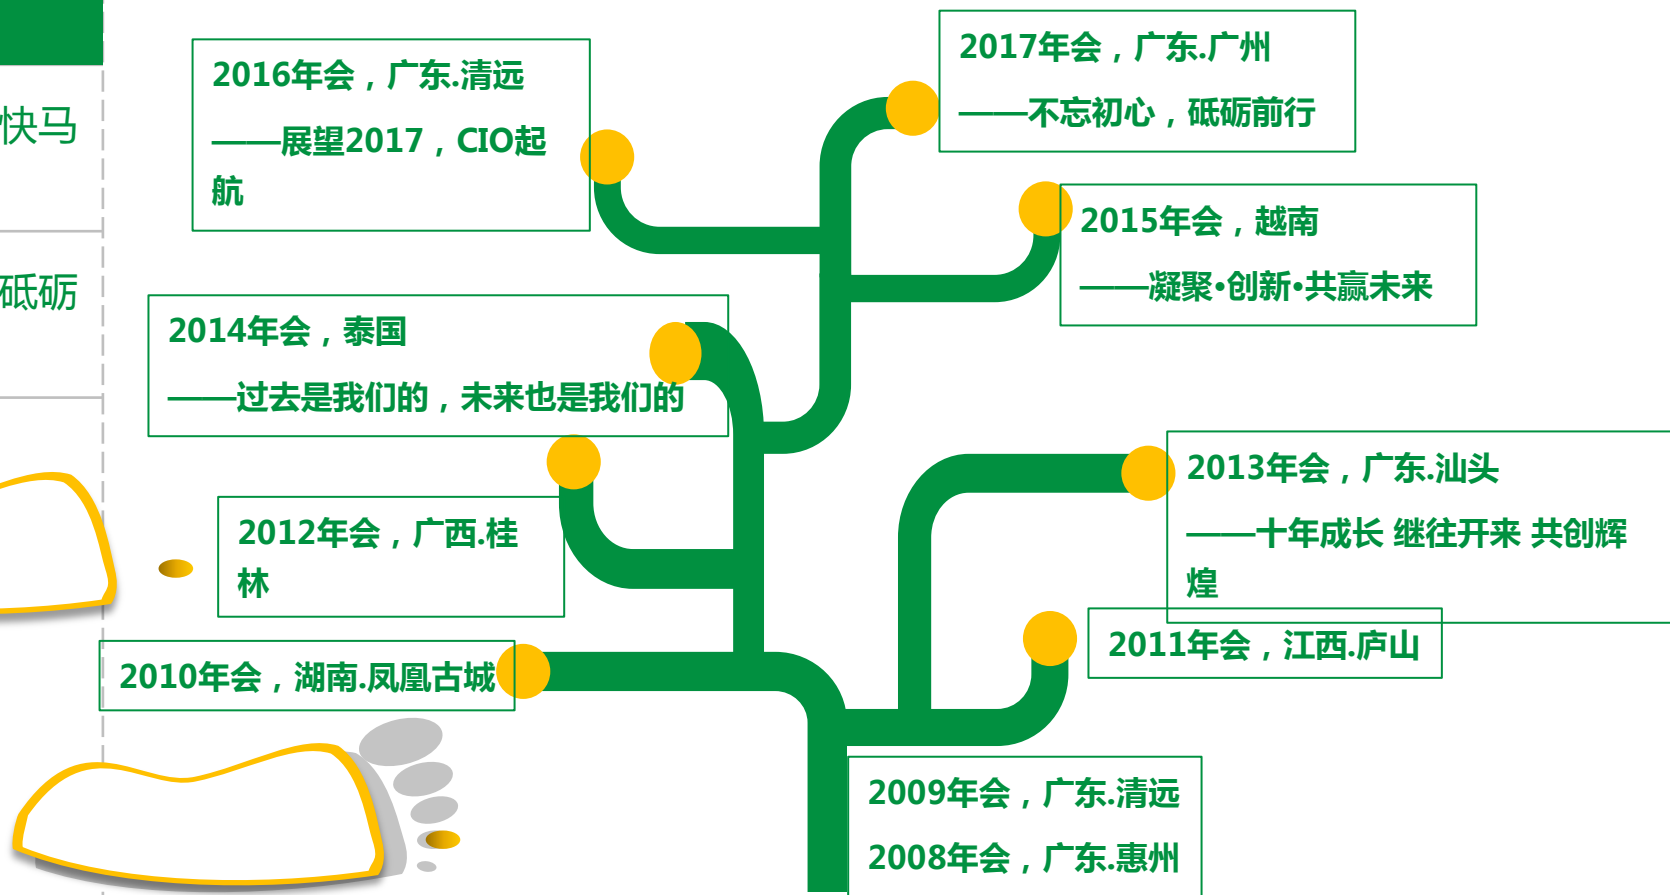 快马
砥砺
2016年会，广东.清远
——展望2017，CIO起
航
2017年会，广东.广州
——不忘初心，砥砺前行
2015年会，越南
——凝聚•创新•共赢未来
2014年会，泰国
——过去是我们的，未来也是我们的
2013年会，广东.汕头
——十年成长 继往开来 共创辉
煌
2012年会，广西.桂
林
2011年会，江西.庐山
2010年会，湖南.凤凰古城
2009年会，广东.清远
2008年会，广东.惠州